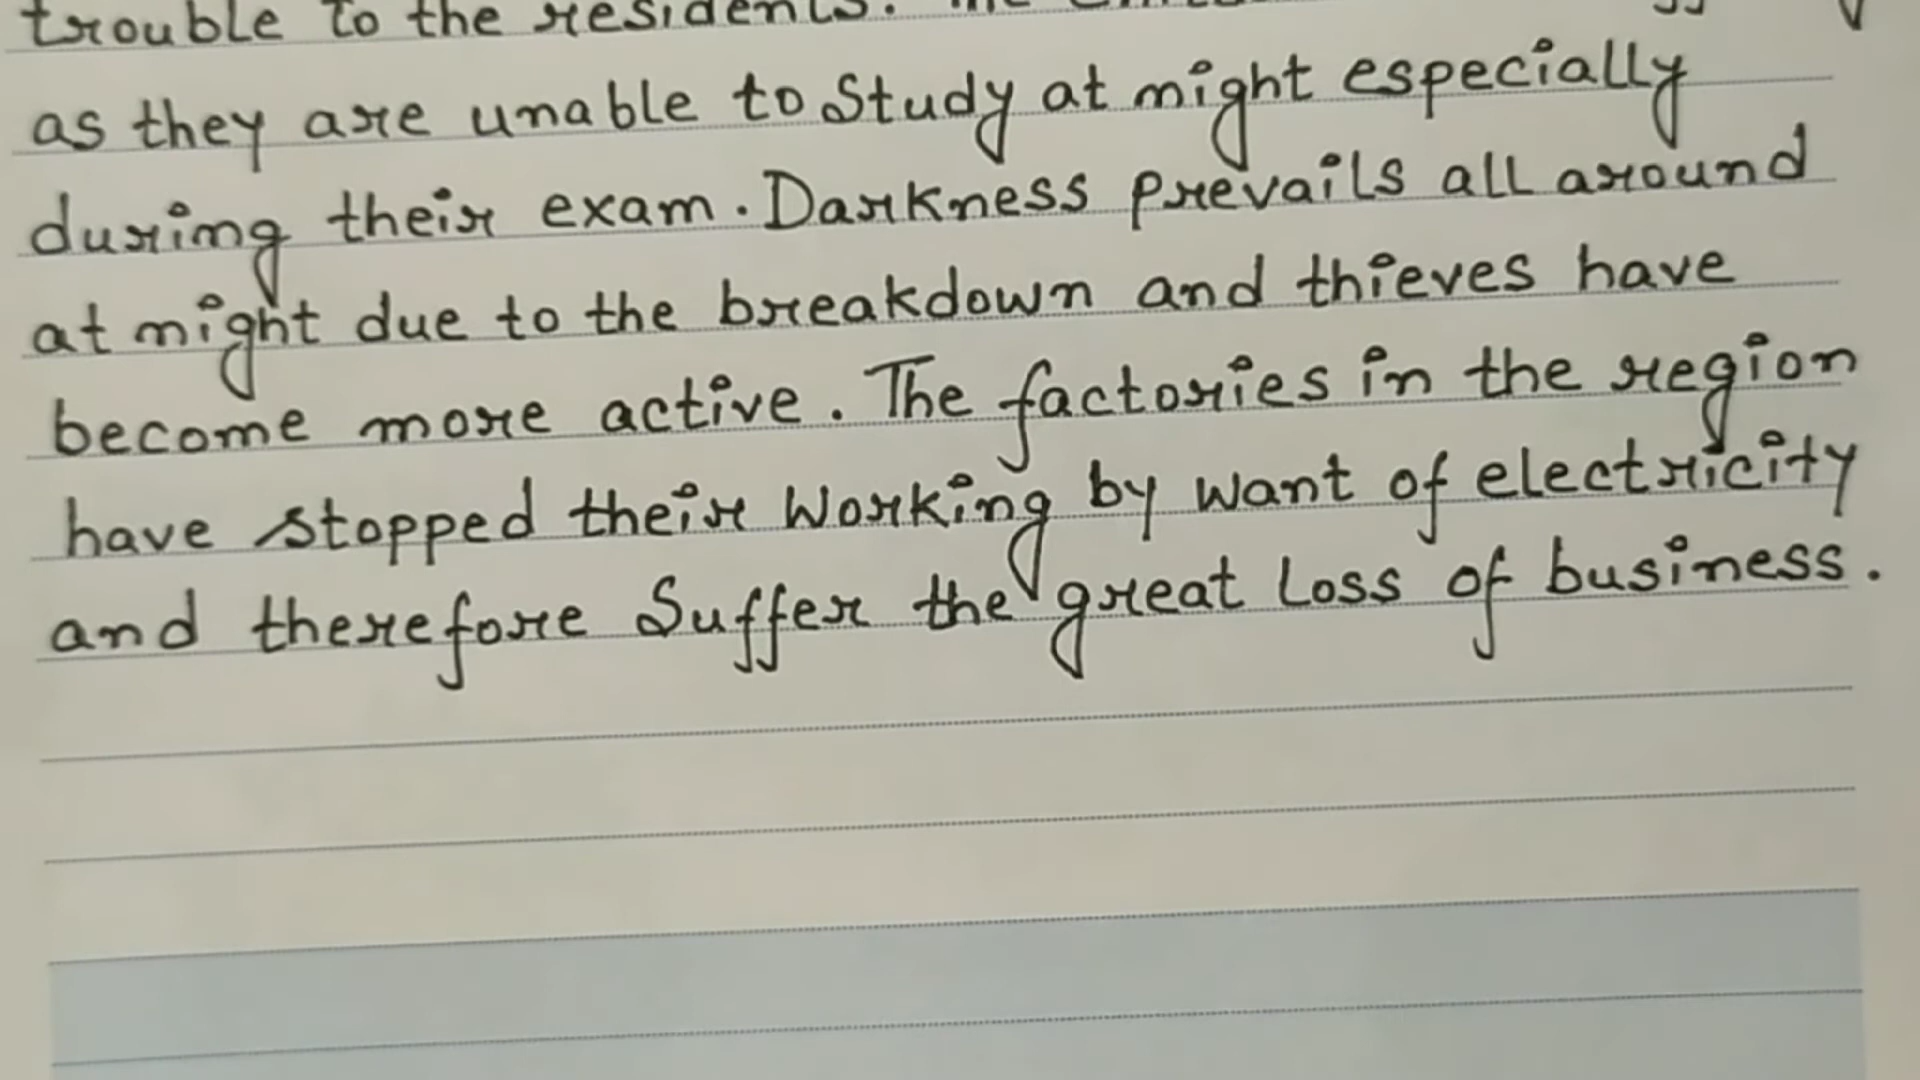 trouble to the residents.
as they are unable to Study at night especially
during their exam. Darkness prevails all around
at night due to the breakdown and thieves have
become more active. The factories in the region
have stopped their working by want of electricity
and therefore Suffer the great Loss of business.